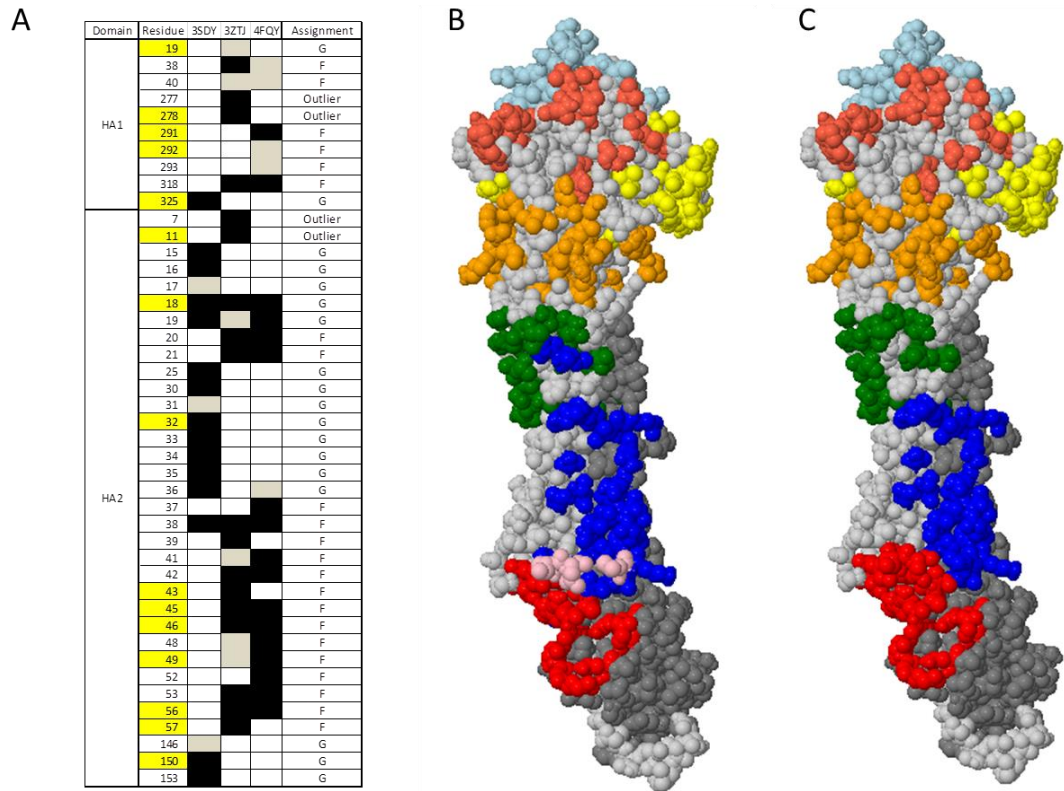 A
B
C
Domain Residue 3SDY 3ZTJ 4FQY Assignment
HA1
19 G
38 F
40 F
277 Outlier
278 Outlier
291 F
292 F
293 F
318 F
325 G
HA2
7 Outlier
11 Outlier
15 G
16 G
17 G
18 G
19 G
20 F
21 F
25 G
30 G
31 G
32 G
33 G
34 G
35 G
36 G
37 F
38 F
39 F
41 F
42 F
43 F
45 F
46 F
48 F
49 F
52 F
53 F
56 F
57 F
146 G
150 G
153 G